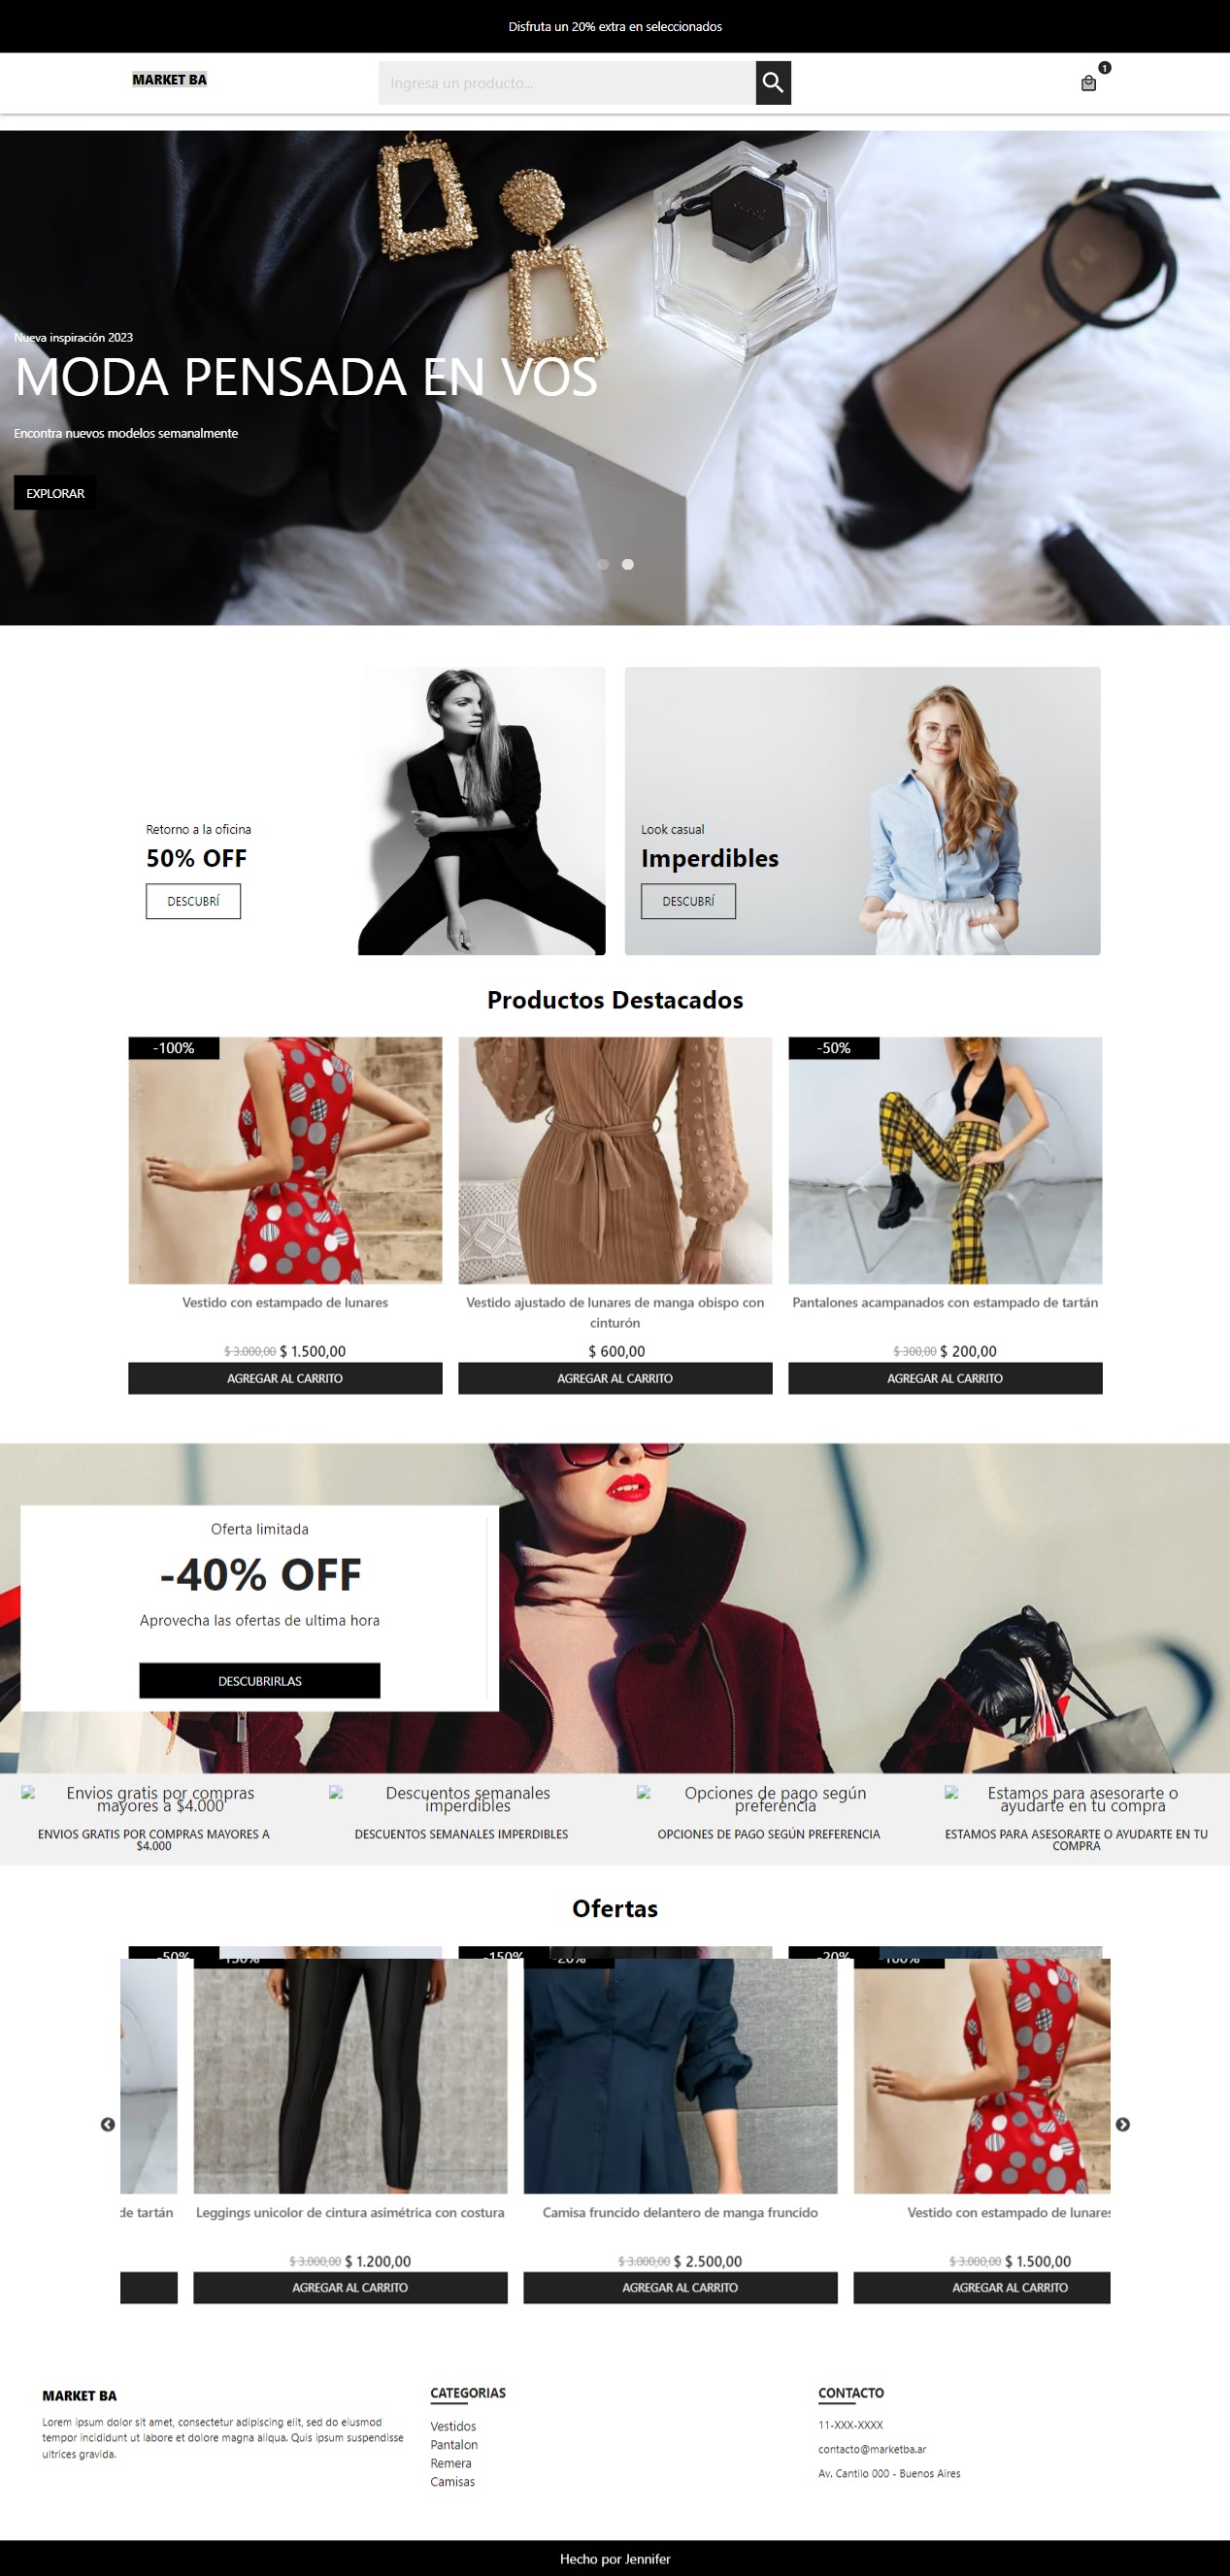 Disfruta un 20% extra en seleccionados
MARKET BA
Ingresa un producto...
1
Nueva inspiración 2023
MODA PENSADA EN VOS
Encontra nuevos modelos semanalmente
EXPLORAR
Retorno a la oficina
50% OFF
DESCUBRÍ
Look casual
Imperdibles
DESCUBRÍ
Productos Destacados
-100%
-50%
Vestido con estampado de lunares
Vestido ajustado de lunares de manga obispo con
cinturón
Pantalones acampanados con estampado de tartán
$ 3.000,00 $ 1.500,00
$ 600,00
$ 300,00 $ 200,00
AGREGAR AL CARRITO
AGREGAR AL CARRITO
AGREGAR AL CARRITO
Oferta limitada
-40% OFF
Aprovecha las ofertas de ultima hora
DESCUBRIRLAS
Envios gratis por compras
mayores a $4.000
ENVIOS GRATIS POR COMPRAS MAYORES A
$4.000
Descuentos semanales
imperdibles
DESCUENTOS SEMANALES IMPERDIBLES
Opciones de pago según
preferencia
OPCIONES DE PAGO SEGÚN PREFERENCIA
Estamos para asesorarte o
ayudarte en tu compra
ESTAMOS PARA ASESORARTE O AYUDARTE EN TU
COMPRA
Ofertas
-50%
-150%
-150%
-20%
-20%
-100%
de tartán
Leggings unicolor de cintura asimétrica con costura
Camisa fruncido delantero de manga fruncido
Vestido con estampado de lunares
$ 3.000,00 $ 1.200,00
$ 3.000,00 $ 2.500,00
$ 3.000,00 $ 1.500,00
AGREGAR AL CARRITO
AGREGAR AL CARRITO
AGREGAR AL CARRITO
MARKET BA
Lorem ipsum dolor sit amet, consectetur adipiscing elit, sed do eiusmod
tempor incididunt ut labore et dolore magna aliqua. Quis ipsum suspendisse
ultrices gravida.
CATEGORIAS
Vestidos
Pantalon
Remera
Camisas
CONTACTO
11-XXX-XXXX
contacto@marketba.ar
Av. Cantilo 000 - Buenos Aires
Hecho por Jennifer